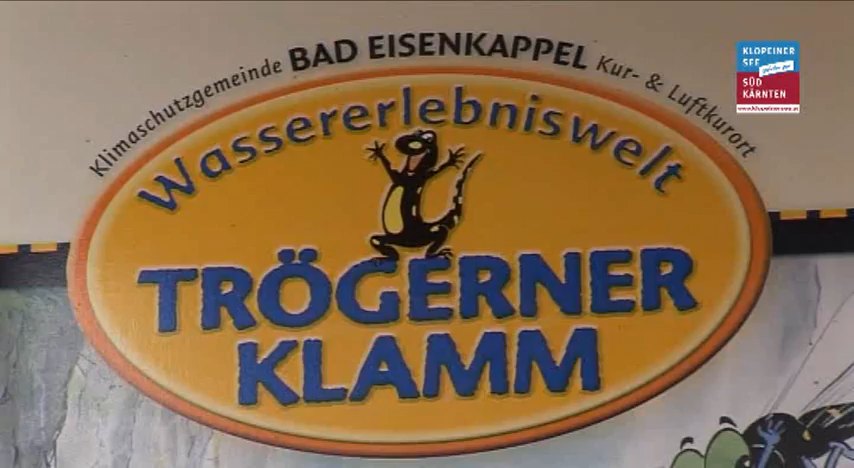 Klimaschutzgemeinde BAD EISENKAPPEL Kur- & Luftkurort
Wassererlebniswelt
TRÖGERNER
KLAMM
KLOPEINER
SEE
SÜD
KÄRNTEN